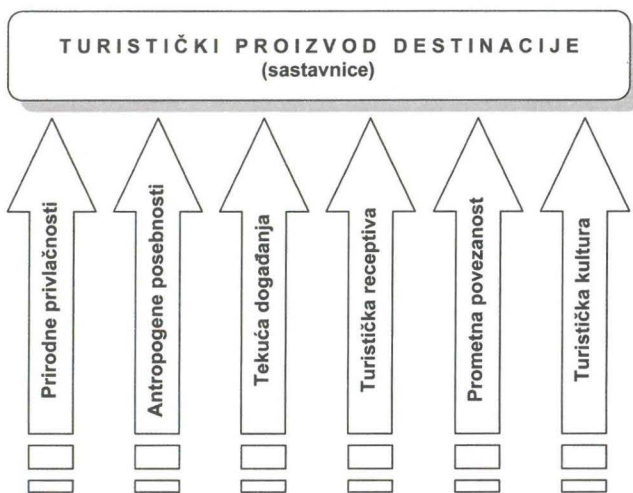 TURISTIČKI PROIZVOD DESTINACIJE
(sastavnice)
Prirodne privlačnosti
Antropogene posebnosti
Tekuća događanja
Turistička receptiva
Prometna povezanost
Turistička kultura